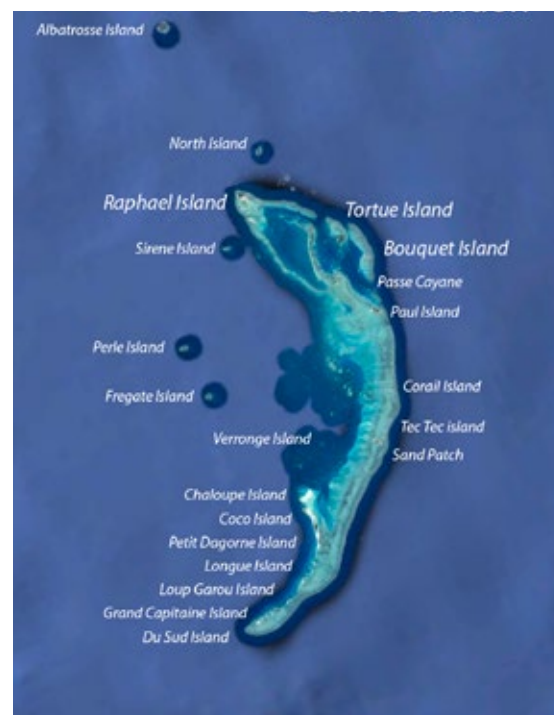 Albatrosse Island
North Island
Raphael Island
Tortue Island
Sirene Island
Bouquet Island
Passe Cayane
Paul Island
Perle Island
Corail Island
Fregate Island
Tec Tec island
Verronge Island
Sand Patch
Chaloupe Island
Coco Island
Petit Dagorne Island
Longue Island
Loup Garou Island
Grand Capitaine Island
Du Sud Island